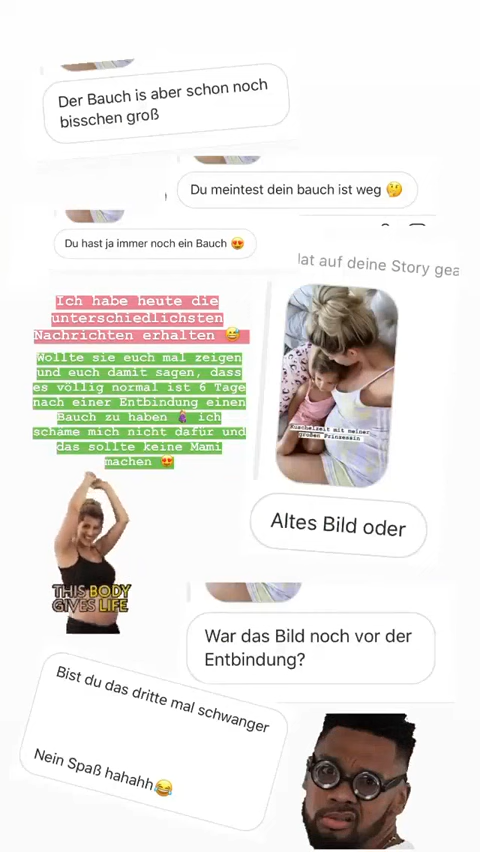 Der Bauch is aber schon noch
bisschen groß
Du meintest dein bauch ist weg 🤔
Du hast ja immer noch ein Bauch 😍
lat auf deine Story gea
Ich habe heute die
unterschiedlichsten
Nachrichten erhalten 😅
Wollte sie euch mal zeigen
und euch damit sagen, dass
es völlig normal ist 6 Tage
nach einer Entbindung einen
Bauch zu haben 🤰🏼 ich
schäme mich nicht dafür und
das sollte keine Mami
machen 😍
Kuschelzeit mit meiner
großen Prinzessin
Altes Bild oder
THIS BODY
GIVES LIFE
War das Bild noch vor der
Entbindung?
Bist du das dritte mal schwanger
Nein Spaß hahahh😂